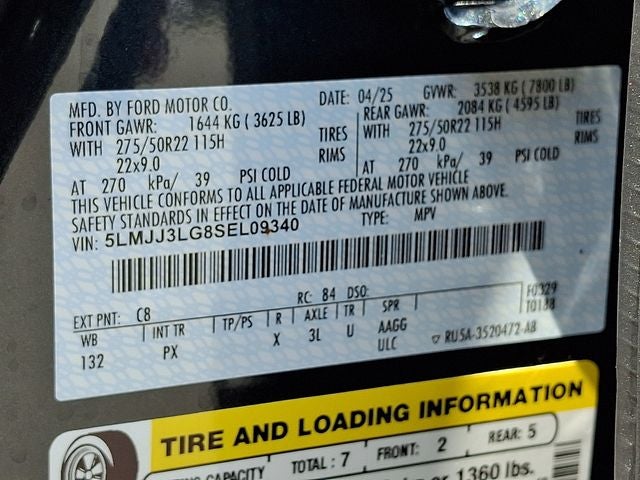 MFD. BY FORD MOTOR CO. DATE: 04/25 GVWR: 3538 KG ( 7800 LB)
FRONT GAWR: 1644 KG ( 3625 LB) REAR GAWR: 2084 KG ( 4595 LB)
WITH 275/50R22 115H TIRES WITH 275/50R22 115H TIRES
22x9.0 RIMS 22x9.0 RIMS
AT 270 kPa/ 39 PSI COLD AT 270 kPa/ 39 PSI COLD
THIS VEHICLE CONFORMS TO ALL APPLICABLE FEDERAL MOTOR VEHICLE
SAFETY STANDARDS IN EFFECT ON THE DATE OF MANUFACTURE SHOWN ABOVE.
VIN: 5LMJJ3LG8SEL09340 TYPE: MPV
EXT PNT: C8 RC: 84 DSO: F0329
T0188
WB INT TR TP/PS R AXLE TR SPR
132 PX X 3L U AAGG
ULC ▽ RU5A-3520472-AB
TIRE AND LOADING INFORMATION
CAPACITY TOTAL : 7 FRONT: 2 REAR: 5
1360 lbs.